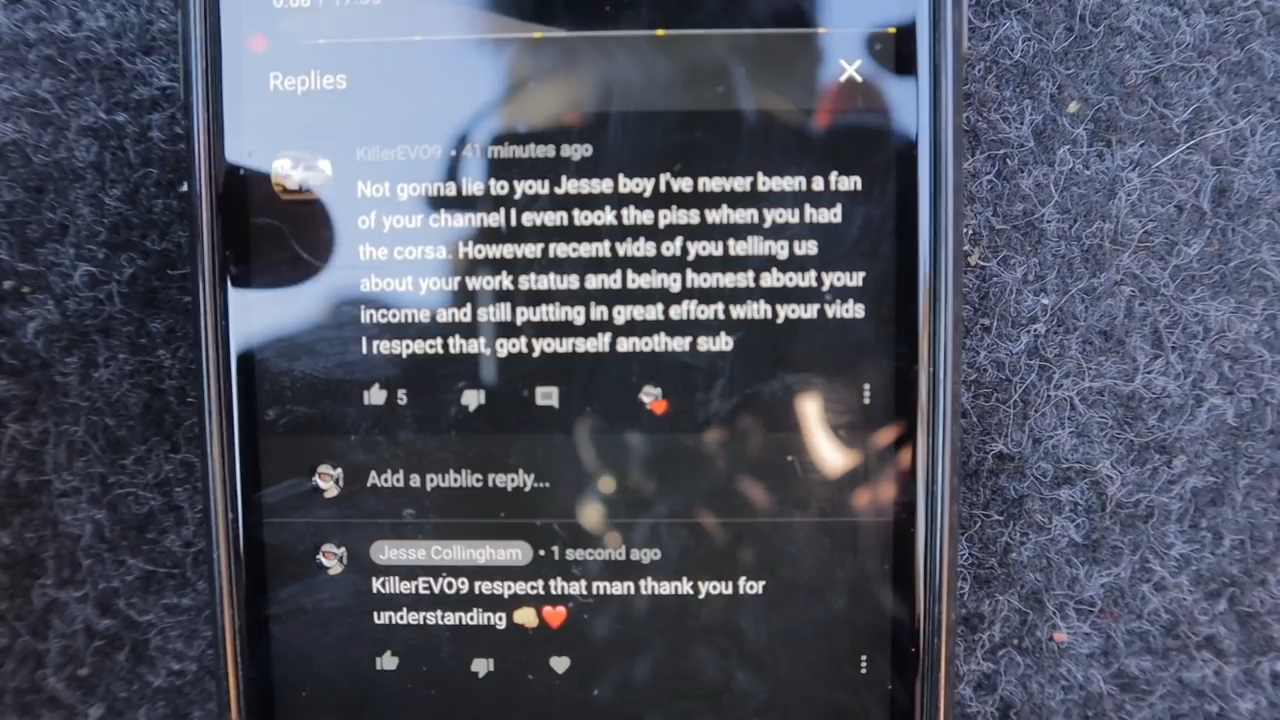 Replies
KillerEVO9 • 41 minutes ago
Not gonna lie to you Jesse boy I've never been a fan
of your channel I even took the piss when you had
the corsa. However recent vids of you telling us
about your work status and being honest about your
income and still putting in great effort with your vids
I respect that, got yourself another sub
5
Add a public reply...
Jesse Collingham • 1 second ago
KillerEVO9 respect that man thank you for
understanding 👊❤️